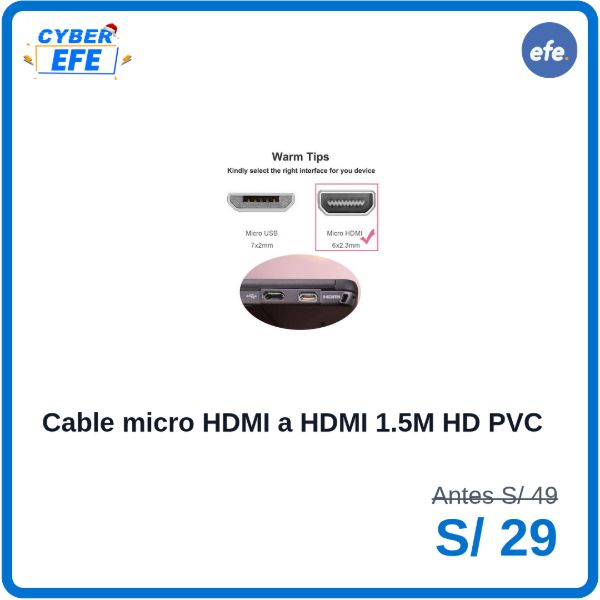 CYBER
EFE
efe.
Warm Tips
Kindly select the right interface for you device
Micro USB
7x2mm
Micro HDMI
6x2.3mm
HDMI
Cable micro HDMI a HDMI 1.5M HD PVC
Antes S/ 49
S/ 29